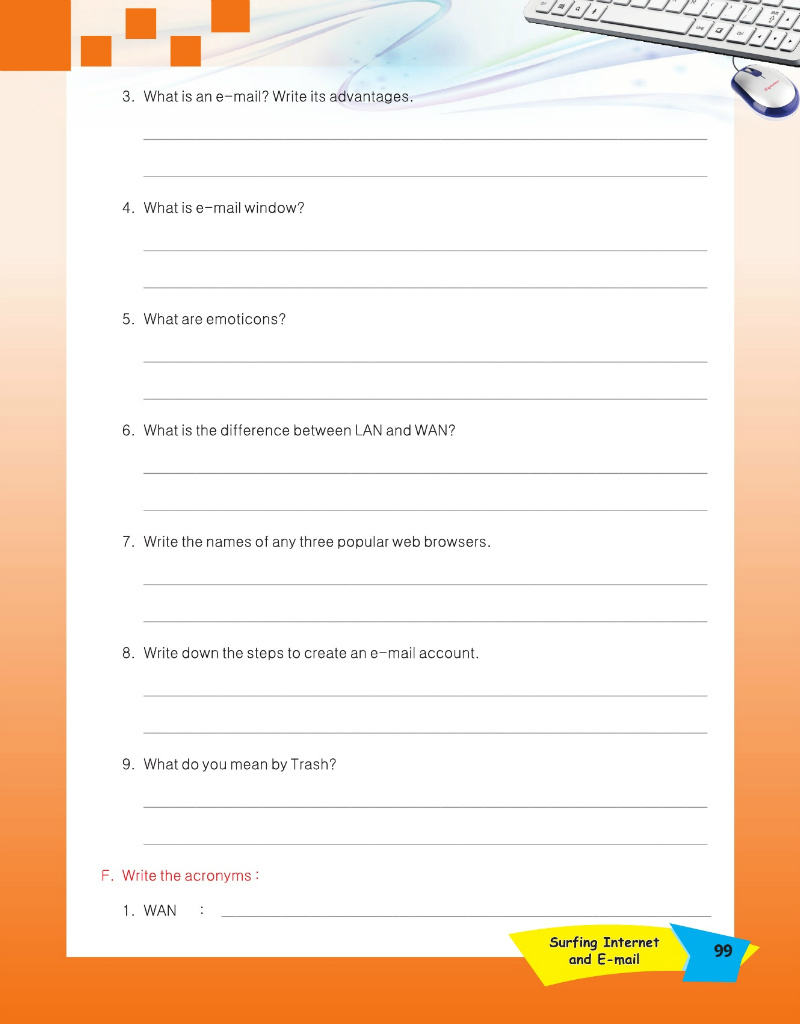 3. What is an e-mail? Write its advantages.
4. What is e-mail window?
5. What are emoticons?
6. What is the difference between LAN and WAN?
7. Write the names of any three popular web browsers.
8. Write down the steps to create an e-mail account.
9. What do you mean by Trash?
F. Write the acronyms :
1. WAN :
Surfing Internet
and E-mail
99